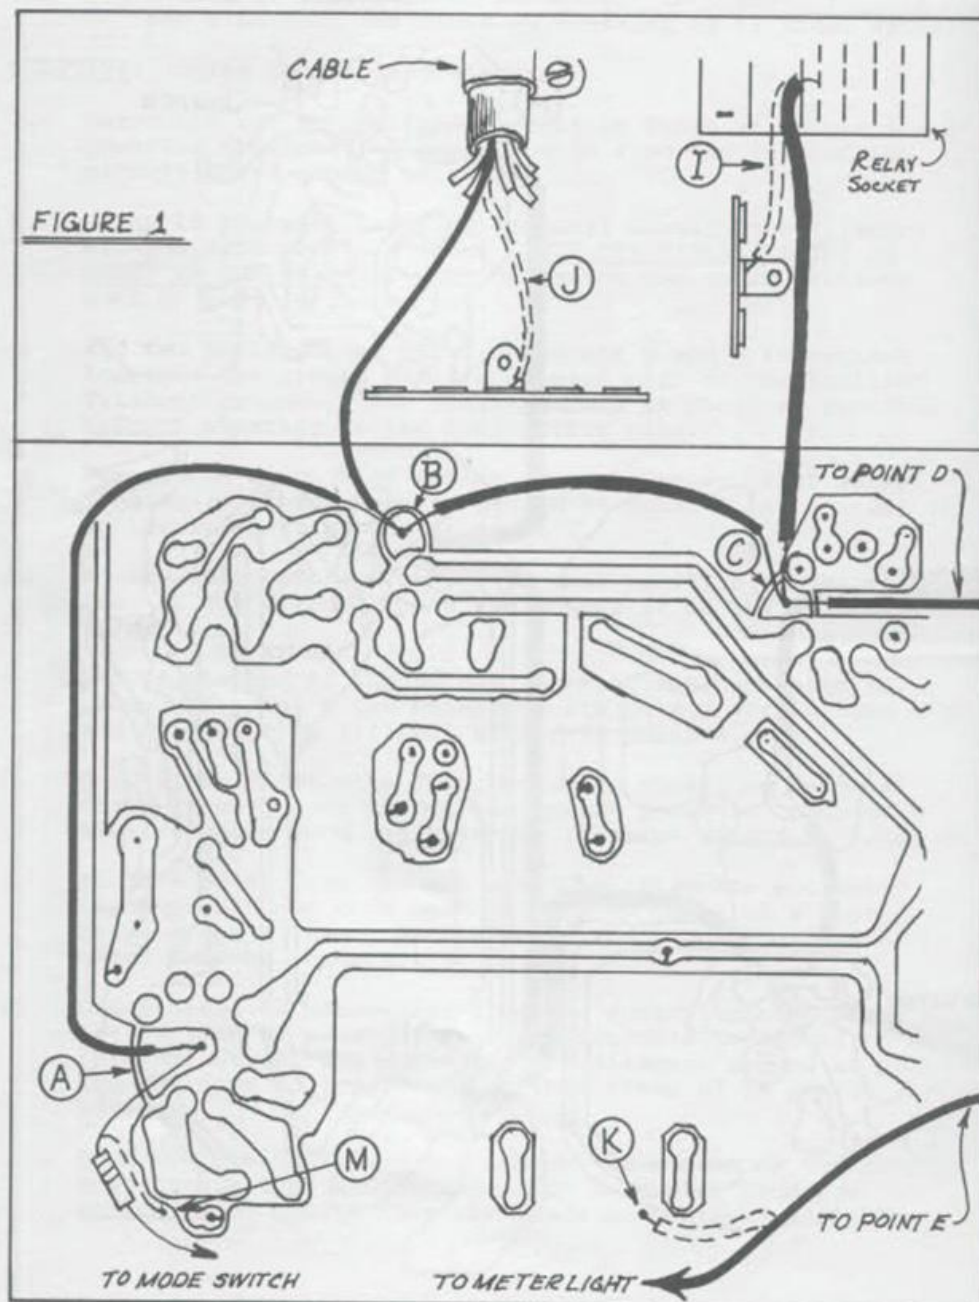 CABLE
I
RELAY
SOCKET
FIGURE 1
J
B
TO POINT D
C
A
M
K
TO POINT E
TO MODE SWITCH
TO METER LIGHT